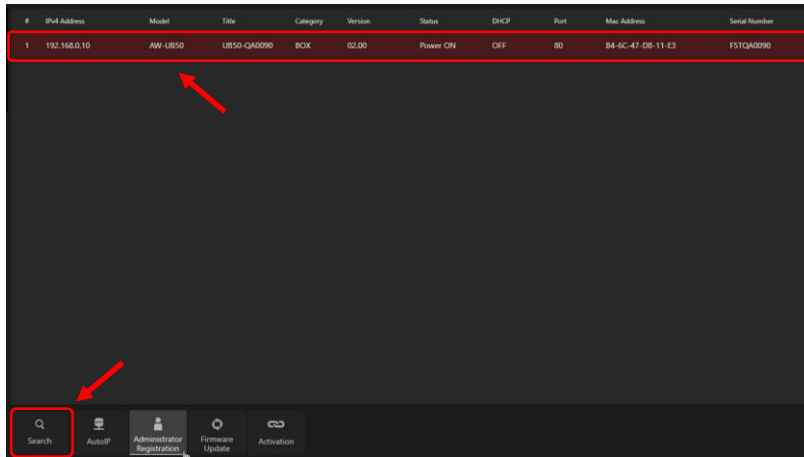 # IPv4 Address Model Title Category Version Status DHCP Port Mac Address Serial Number
1 192.168.0.10 AW-UB50 UB50-QA0090 BOX 02.00 Power ON OFF 80 B4-6C-47-D8-11-E3 F5TQA0090
Search
AutoIP
Administrator
Registration
Firmware
Update
Activation